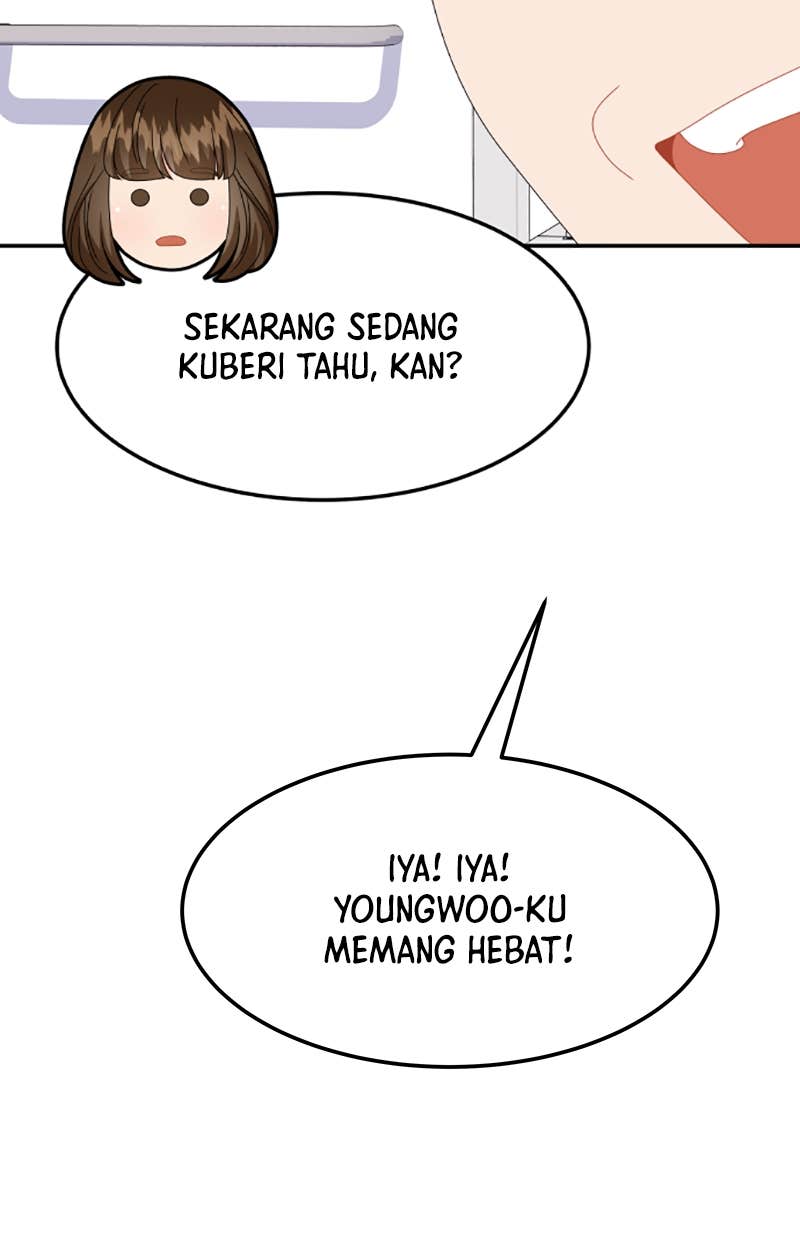 SEKARANG SEDANG
KUBERI TAHU, KAN?
IYA! IYA!
YOUNGWOO-KU
MEMANG HEBAT!